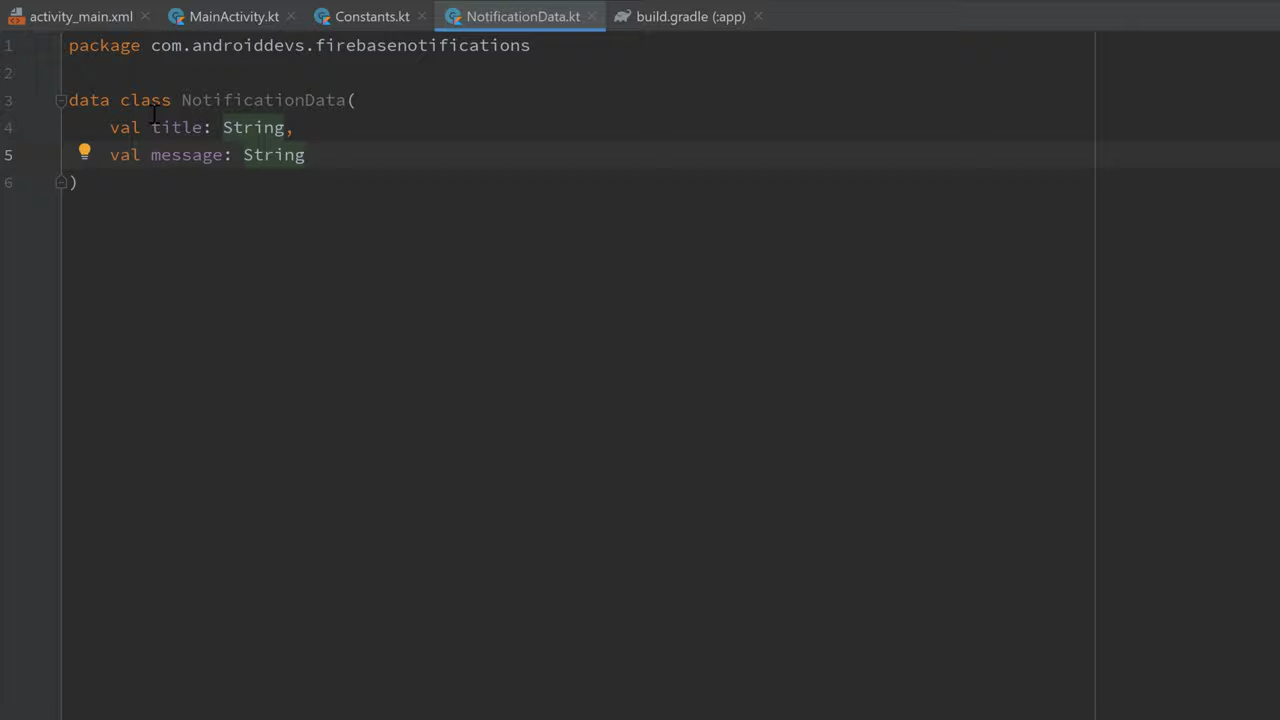 activity_main.xml MainActivity.kt Constants.kt NotificationData.kt build.gradle (:app)
1 package com.androiddevs.firebasenotifications
2
3 data class NotificationData(
4 val title: String,
5 val message: String
6 )